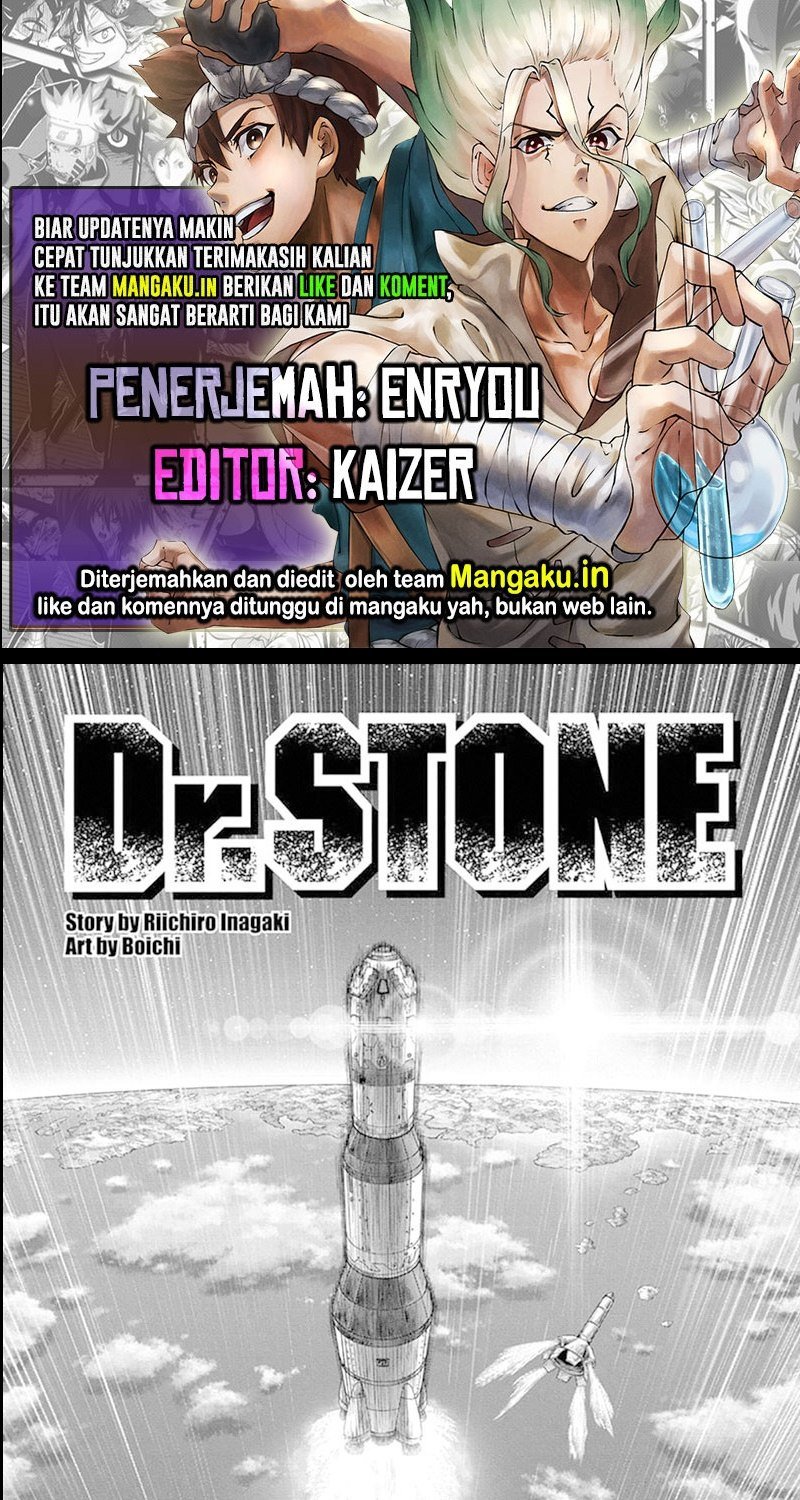 BIAR UPDATENYA MAKIN
CEPAT TUNJUKKAN TERIMAKASIH KALIAN
KE TEAM MANGAKU.IN BERIKAN LIKE DAN KOMENT,
ITU AKAN SANGAT BERARTI BAGI KAMI
PENERJEMAH: ENRYOU
EDITOR: KAIZER
Diterjemahkan dan diedit oleh team Mangaku.in
like dan komennya ditunggu di mangaku yah, bukan web lain.
Dr.STONE
Story by Riichiro Inagaki
Art by Boichi